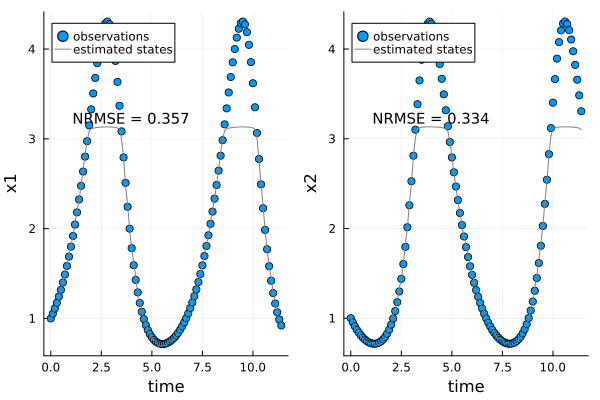 observations
estimated states
NRMSE = 0.357
x1
4
3
2
1
0.0 2.5 5.0 7.5 10.0
time
observations
estimated states
NRMSE = 0.334
x2
4
3
2
1
0.0 2.5 5.0 7.5 10.0
time